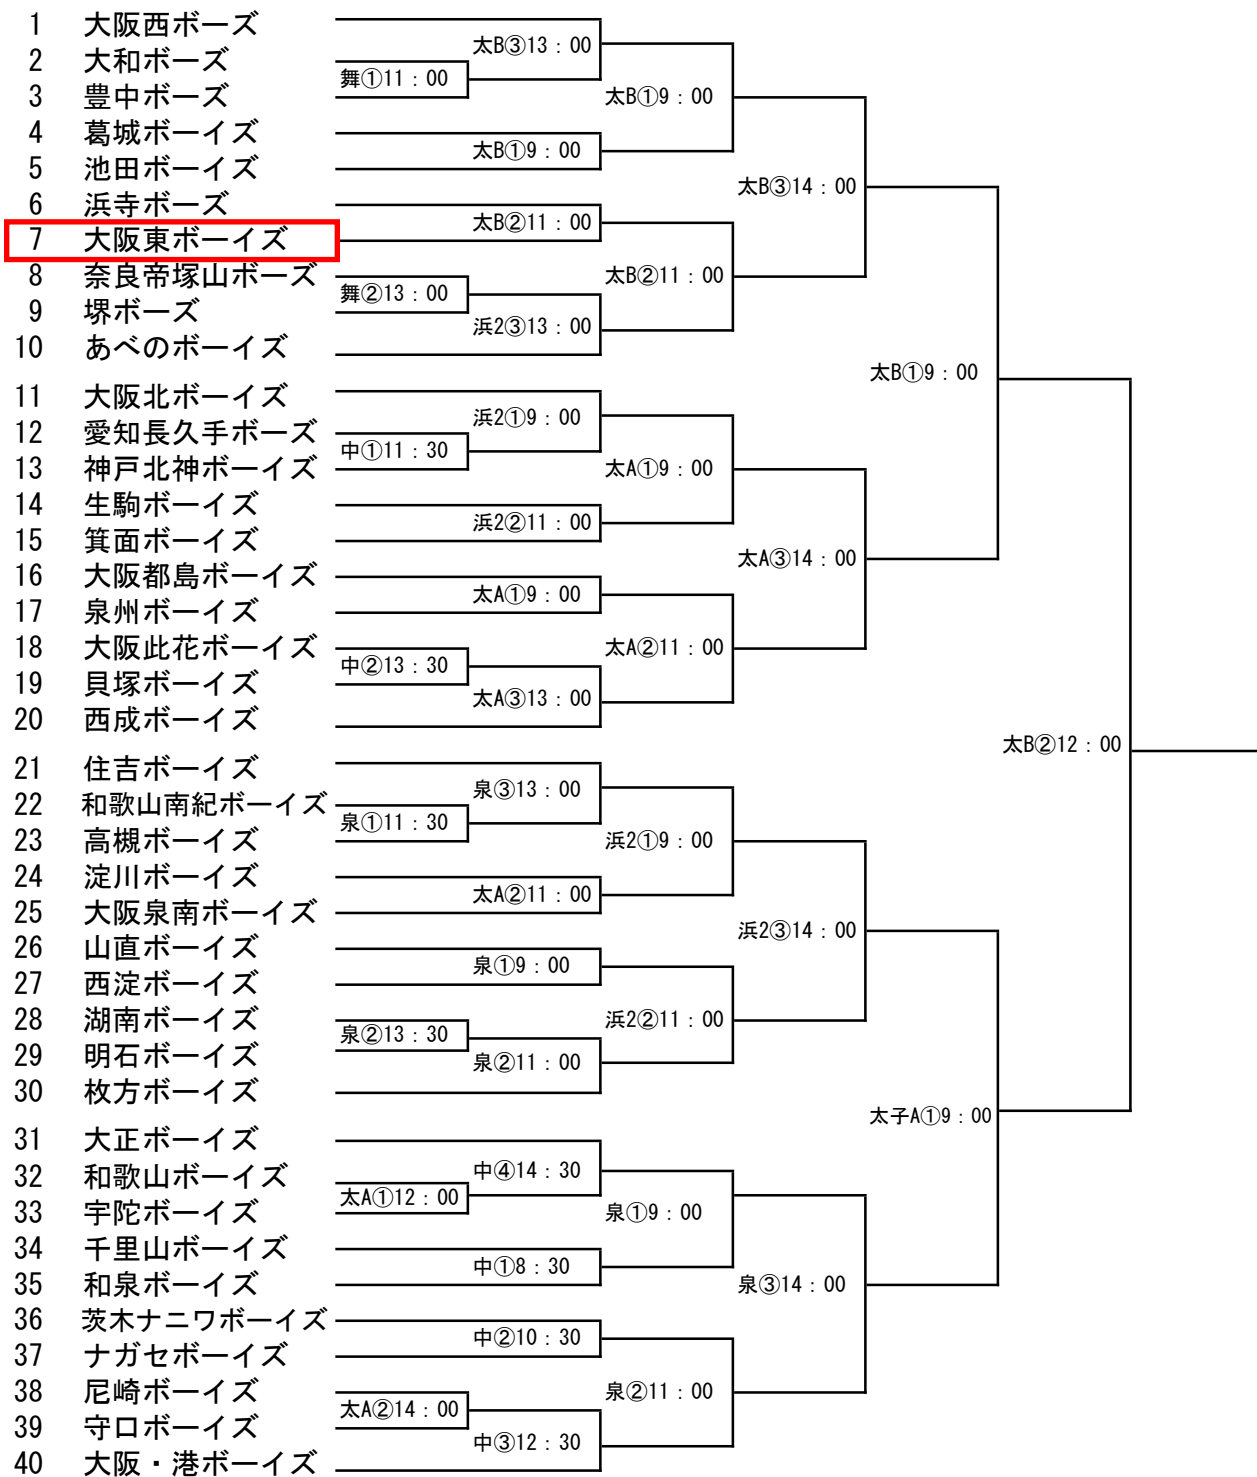 1 大阪西ボーズ
2 大和ボーズ
3 豊中ボーズ
4 葛城ボーイズ
5 池田ボーイズ
6 浜寺ボーズ
7 大阪東ボーイズ
8 奈良帝塚山ボーズ
9 堺ボーズ
10 あべのボーイズ
11 大阪北ボーイズ
12 愛知長久手ボーズ
13 神戸北神ボーイズ
14 生駒ボーイズ
15 箕面ボーイズ
16 大阪都島ボーイズ
17 泉州ボーイズ
18 大阪此花ボーイズ
19 貝塚ボーイズ
20 西成ボーイズ
21 住吉ボーイズ
22 和歌山南紀ボーイズ
23 高槻ボーイズ
24 淀川ボーイズ
25 大阪泉南ボーイズ
26 山直ボーイズ
27 西淀ボーイズ
28 湖南ボーイズ
29 明石ボーイズ
30 枚方ボーイズ
31 大正ボーイズ
32 和歌山ボーイズ
33 宇陀ボーイズ
34 千里山ボーイズ
35 和泉ボーイズ
36 茨木ナニワボーイズ
37 ナガセボーイズ
38 尼崎ボーイズ
39 守口ボーイズ
40 大阪・港ボーイズ
舞①11：00
舞②13：00
中①11：30
中②13：30
泉①11：30
泉②13：30
太A①12：00
太A②14：00
太B③13：00
太B①9：00
太B②11：00
浜2③13：00
浜2①9：00
浜2②11：00
太A①9：00
太A③13：00
泉③13：00
太A②11：00
泉①9：00
泉②11：00
中④14：30
中①8：30
中②10：30
中③12：30
太B①9：00
太B②11：00
太A①9：00
太A②11：00
浜2①9：00
浜2②11：00
泉①9：00
泉②11：00
太B③14：00
太A③14：00
浜2③14：00
泉③14：00
太B①9：00
太子A①9：00
太B②12：00